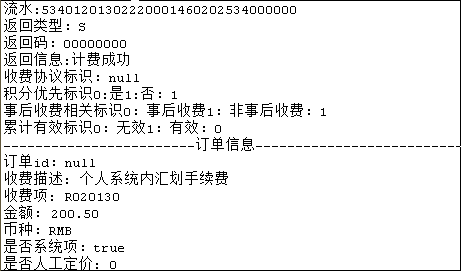 流水:53401201302220001460202534000000
返回类型: S
返回码: 00000000
返回信息:计费成功
收费协议标识: null
积分优先标识0:是1:否: 1
事后收费相关标识0: 事后收费1: 非事后收费: 1
累计有效标识0: 无效1: 有效: 0
------------------------订单信息--------------------------
订单id: null
收费描述: 个人系统内汇划手续费
收费项: R020130
金额: 200.50
币种: RMB
是否系统项: true
是否人工定价: 0